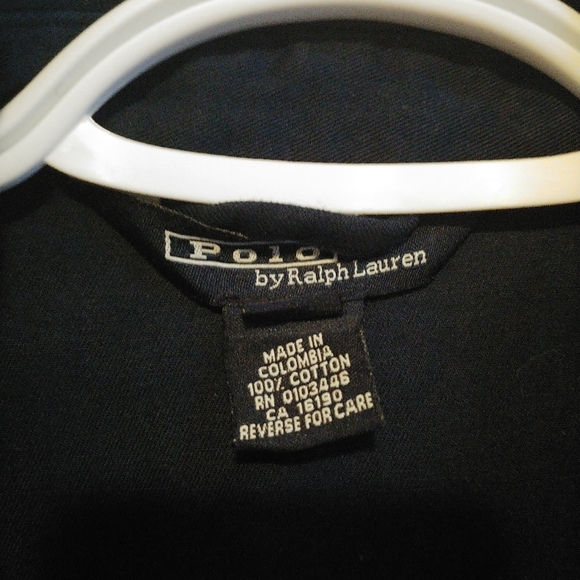 Polo
by Ralph Lauren
MADE IN
COLOMBIA
100% COTTON
RN 0103446
CA 16190
REVERSE FOR CARE